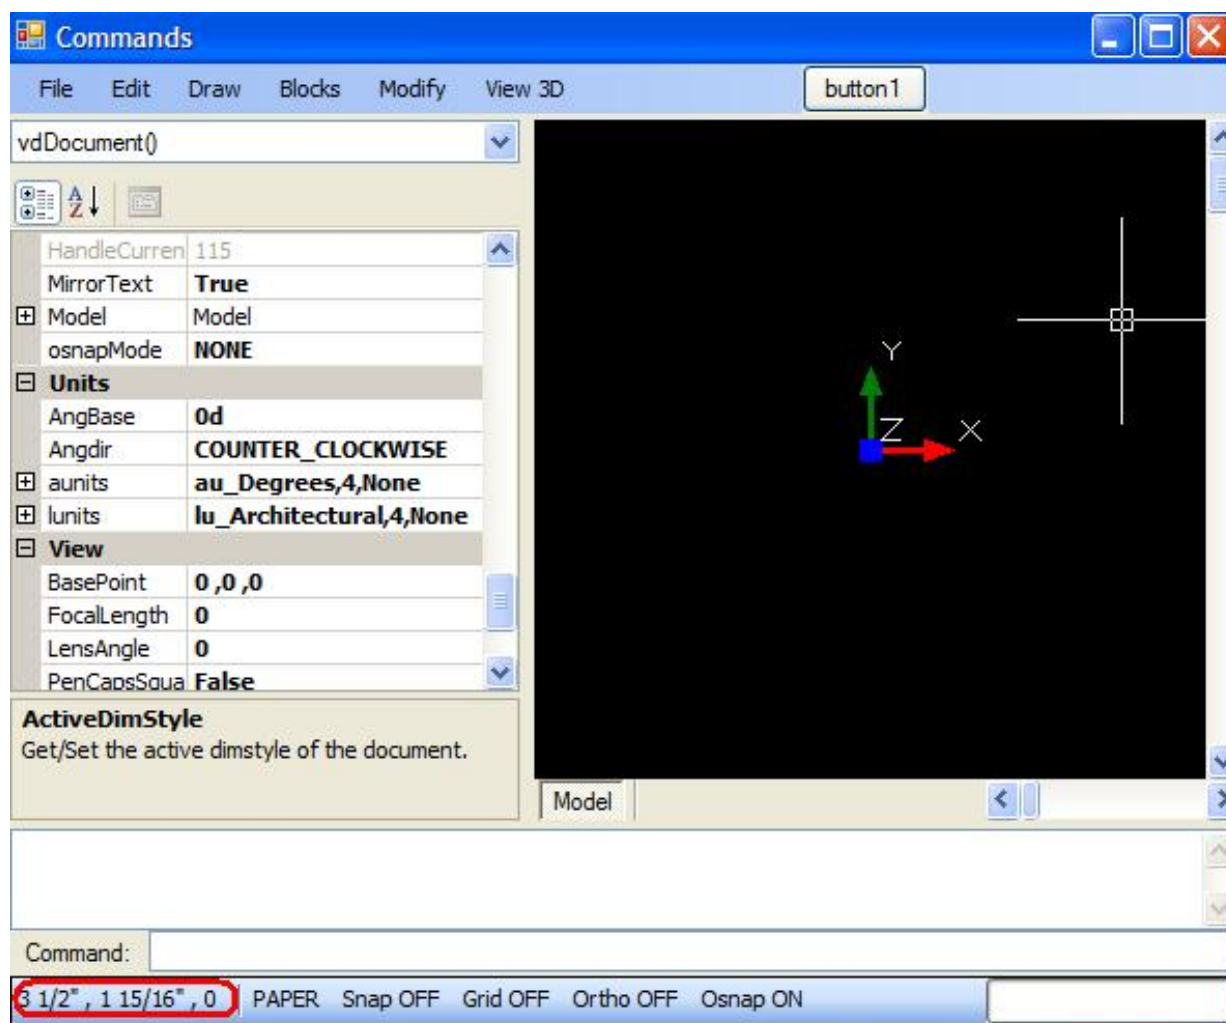 Commands
File Edit Draw Blocks Modify View 3D button1
vdDocument()
A
Z
HandleCurren 115
MirrorText True
Model Model
osnapMode NONE
Units
AngBase 0d
Angdir COUNTER_CLOCKWISE
aunits au_Degrees,4,None
lunits lu_Architectural,4,None
View
BasePoint 0 ,0 ,0
FocalLength 0
LensAngle 0
PenCapsSqua False
ActiveDimStyle
Get/Set the active dimstyle of the document.
Y
Z X
Model
Command:
3 1/2" , 1 15/16" , 0 PAPER Snap OFF Grid OFF Ortho OFF Osnap ON